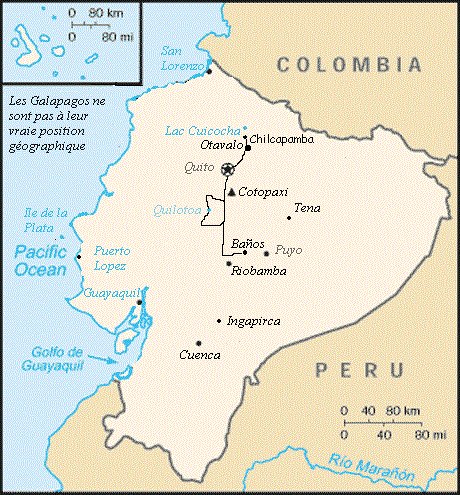 0 80 km
0 80 mi
San
Lorenzo
COLOMBIA
Les Galapagos ne
sont pas à leur
vraie position
géographique
Lac Cuicocha
Chilcapamba
Otavalo
Quito
Cotopaxi
Quilotoa
Tena
Ile de la
Plata
Pacific
Ocean
Puerto
Lopez
Baños
Puyo
Riobamba
Guayaquil
Ingapirca
Golfo de
Guayaquil
Cuenca
PERU
0 40 80 km
0 40 80 mi
Río Marañón